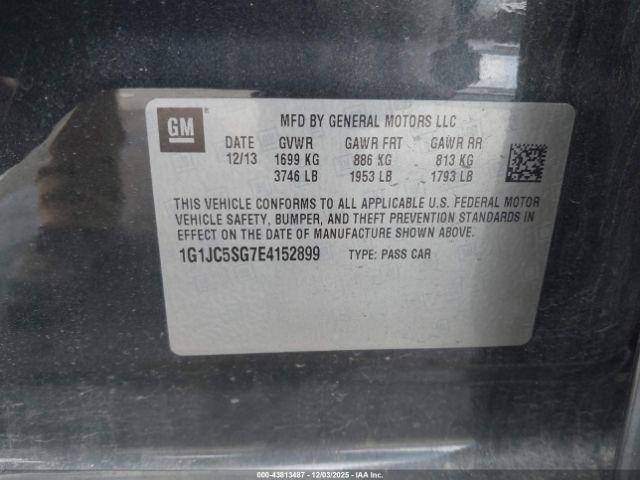 GM ®
MFD BY GENERAL MOTORS LLC
DATE GVWR GAWR FRT GAWR RR
12/13 1699 KG 886 KG 813 KG
3746 LB 1953 LB 1793 LB
THIS VEHICLE CONFORMS TO ALL APPLICABLE U.S. FEDERAL MOTOR
VEHICLE SAFETY, BUMPER, AND THEFT PREVENTION STANDARDS IN
EFFECT ON THE DATE OF MANUFACTURE SHOWN ABOVE.
1G1JC5SG7E4152899 TYPE: PASS CAR
000-43813487 - 12/03/2025 - IAA, Inc.